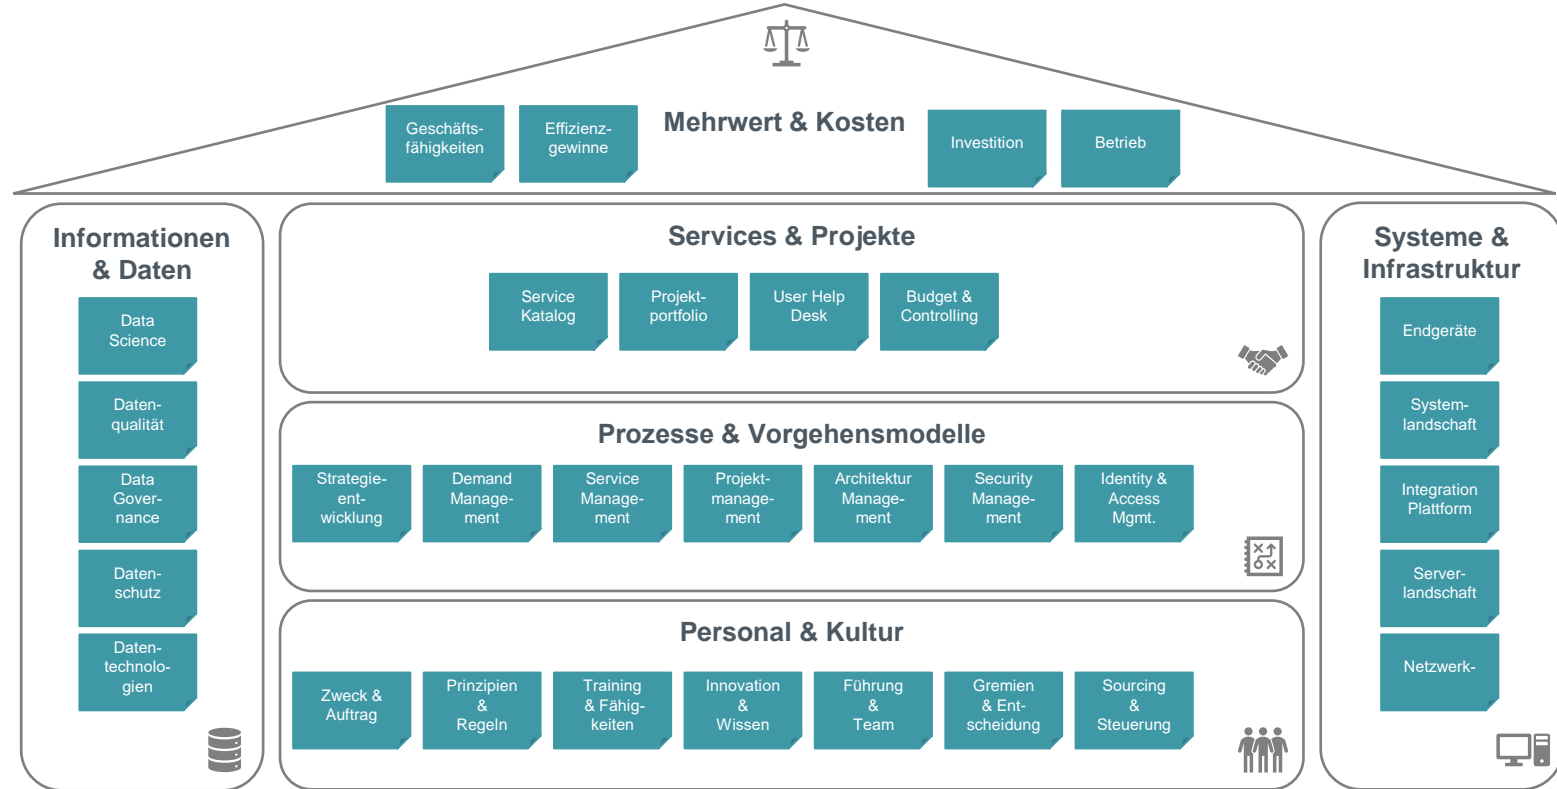 Mehrwert & Kosten
Geschäfts-
fähigkeiten
Effizienz-
gewinne
Investition
Betrieb
Informationen
& Daten
Data
Science
Daten-
qualität
Data
Gover-
nance
Daten-
schutz
Daten-
technolo-
gien
Services & Projekte
Service
Katalog
Projekt-
portfolio
User Help
Desk
Budget &
Controlling
Prozesse & Vorgehensmodelle
Strategie-
ent-
wicklung
Demand
Manage-
ment
Service
Manage-
ment
Projekt-
manage-
ment
Architektur
Manage-
ment
Security
Manage-
ment
Identity &
Access
Mgmt.
Personal & Kultur
Zweck &
Auftrag
Prinzipien
&
Regeln
Training
& Fähig-
keiten
Innovation
&
Wissen
Führung
&
Team
Gremien
& Ent-
scheidung
Sourcing
&
Steuerung
Systeme &
Infrastruktur
Endgeräte
System-
landschaft
Integration
Plattform
Server-
landschaft
Netzwerk-